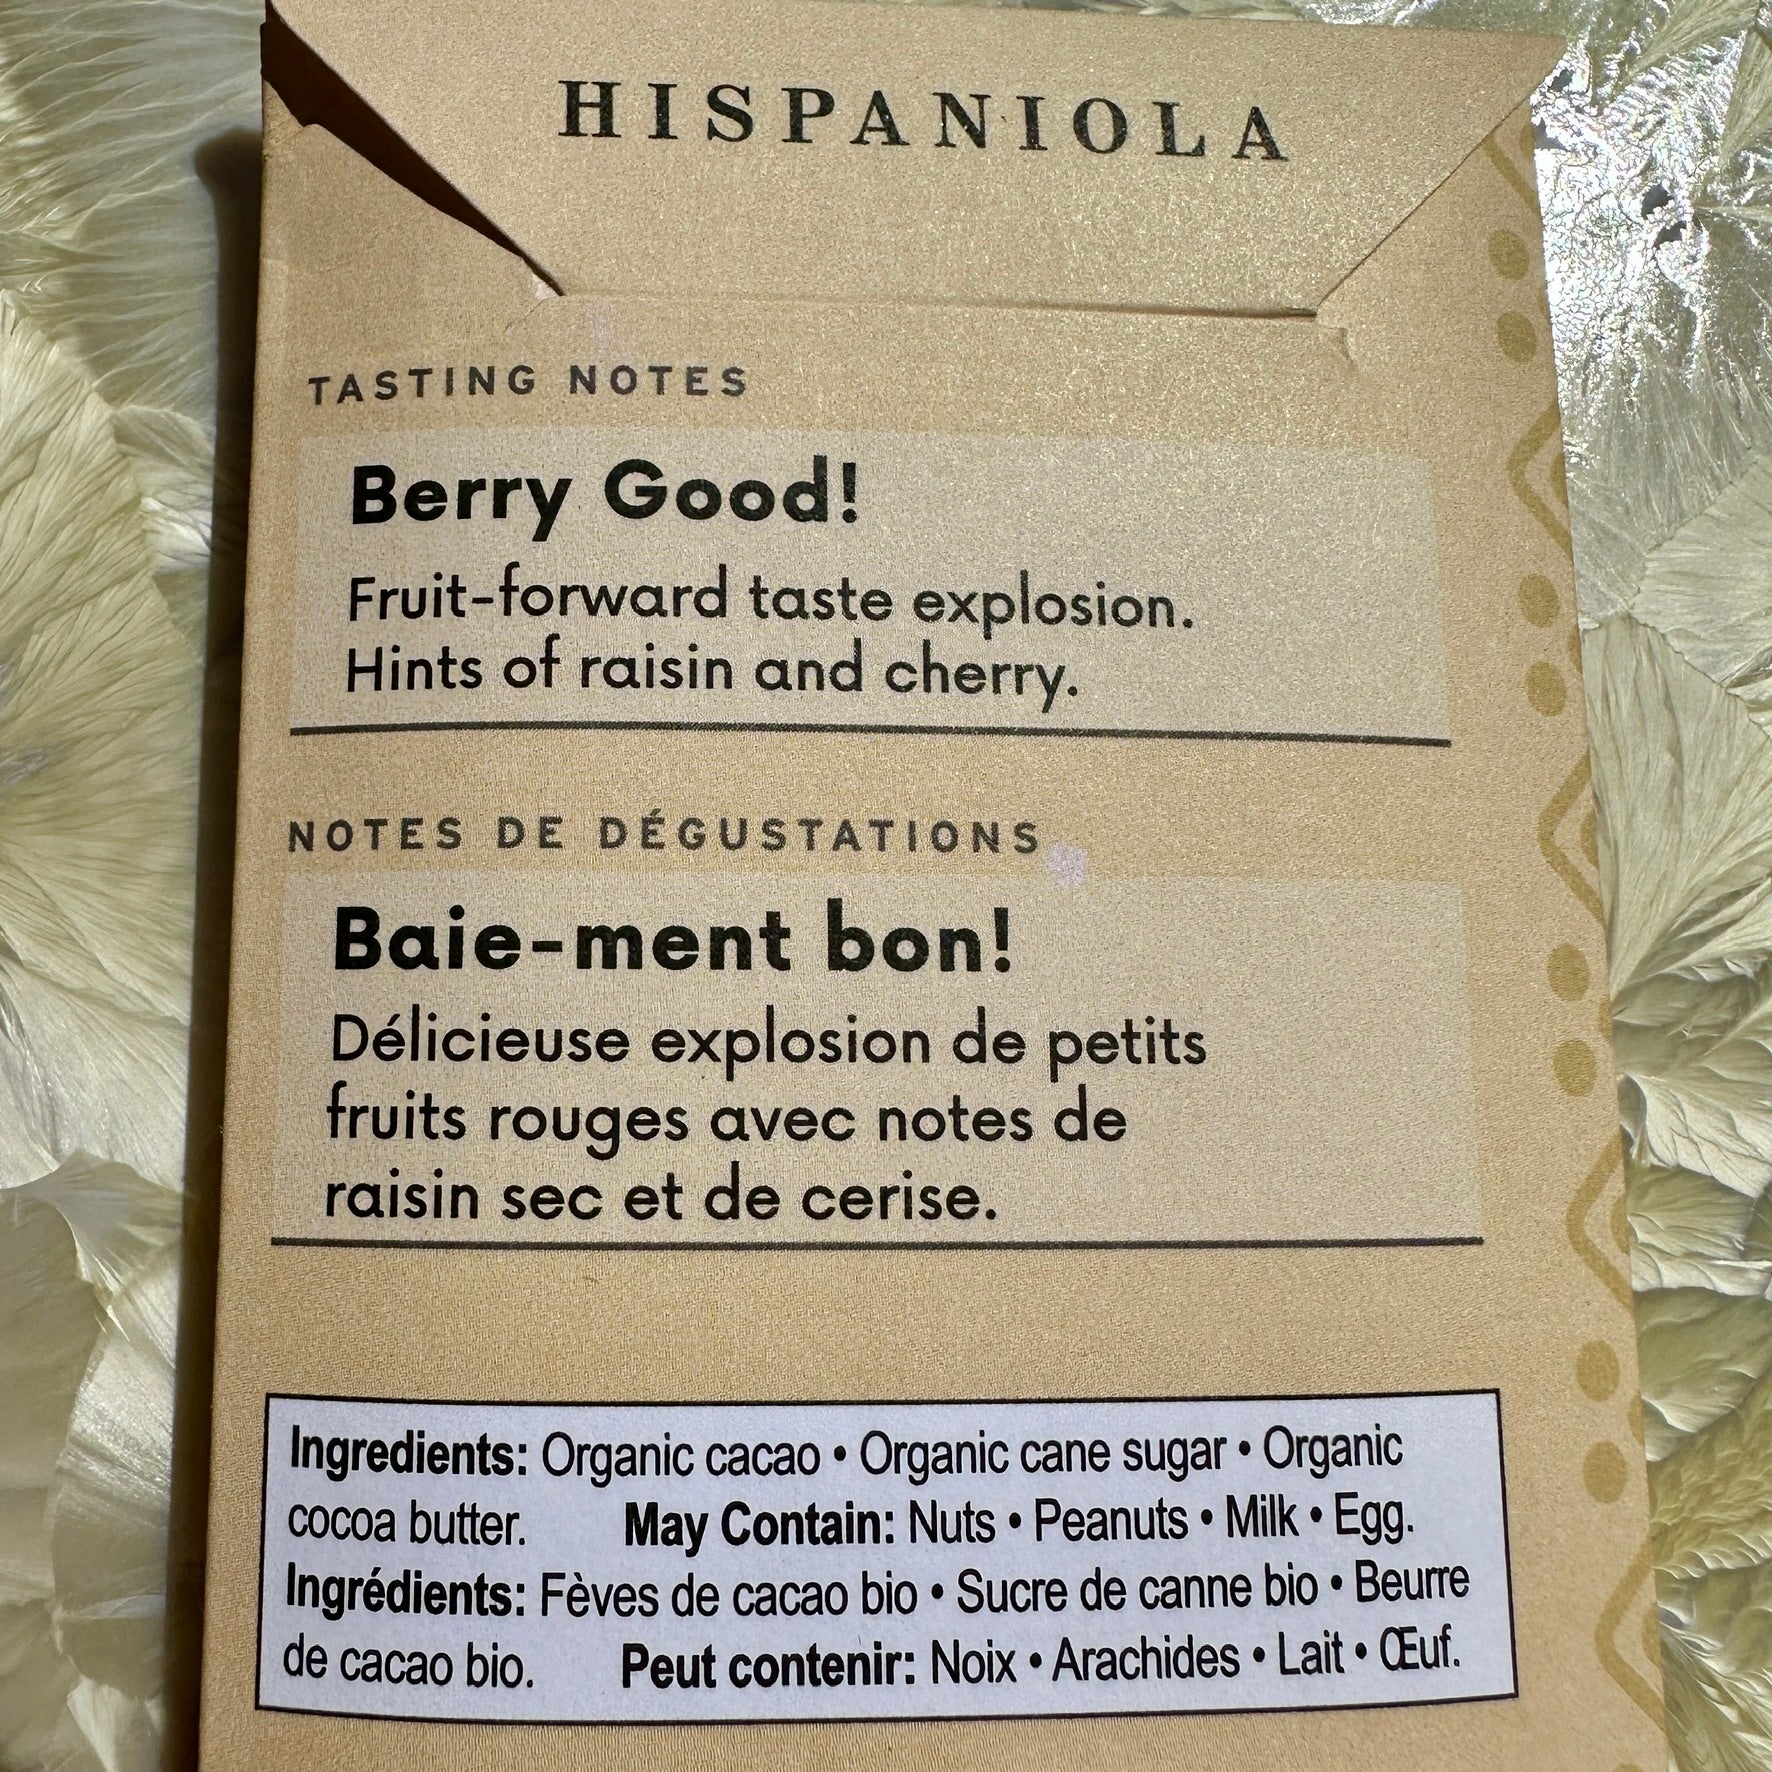 HISPANIOLA
TASTING NOTES
Berry Good!
Fruit-forward taste explosion.
Hints of raisin and cherry.
NOTES DE DÉGUSTATIONS
Baie-ment bon!
Délicieuse explosion de petits
fruits rouges avec notes de
raisin sec et de cerise.
Ingredients: Organic cacao • Organic cane sugar • Organic
cocoa butter. May Contain: Nuts • Peanuts • Milk • Egg.
Ingrédients: Fèves de cacao bio • Sucre de canne bio • Beurre
de cacao bio. Peut contenir: Noix • Arachides • Lait • Œuf.